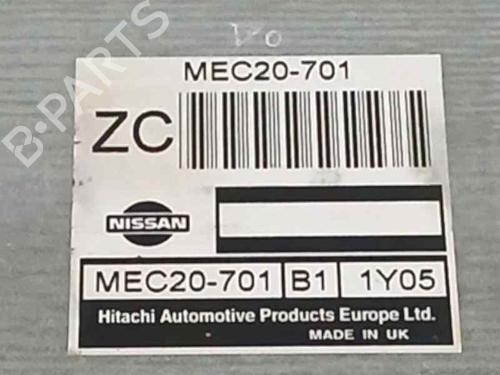 MEC20-701
ZC
NISSAN
MEC20-701 B1 1Y05
Hitachi Automotive Products Europe Ltd.
MADE IN UK
B-PARTS